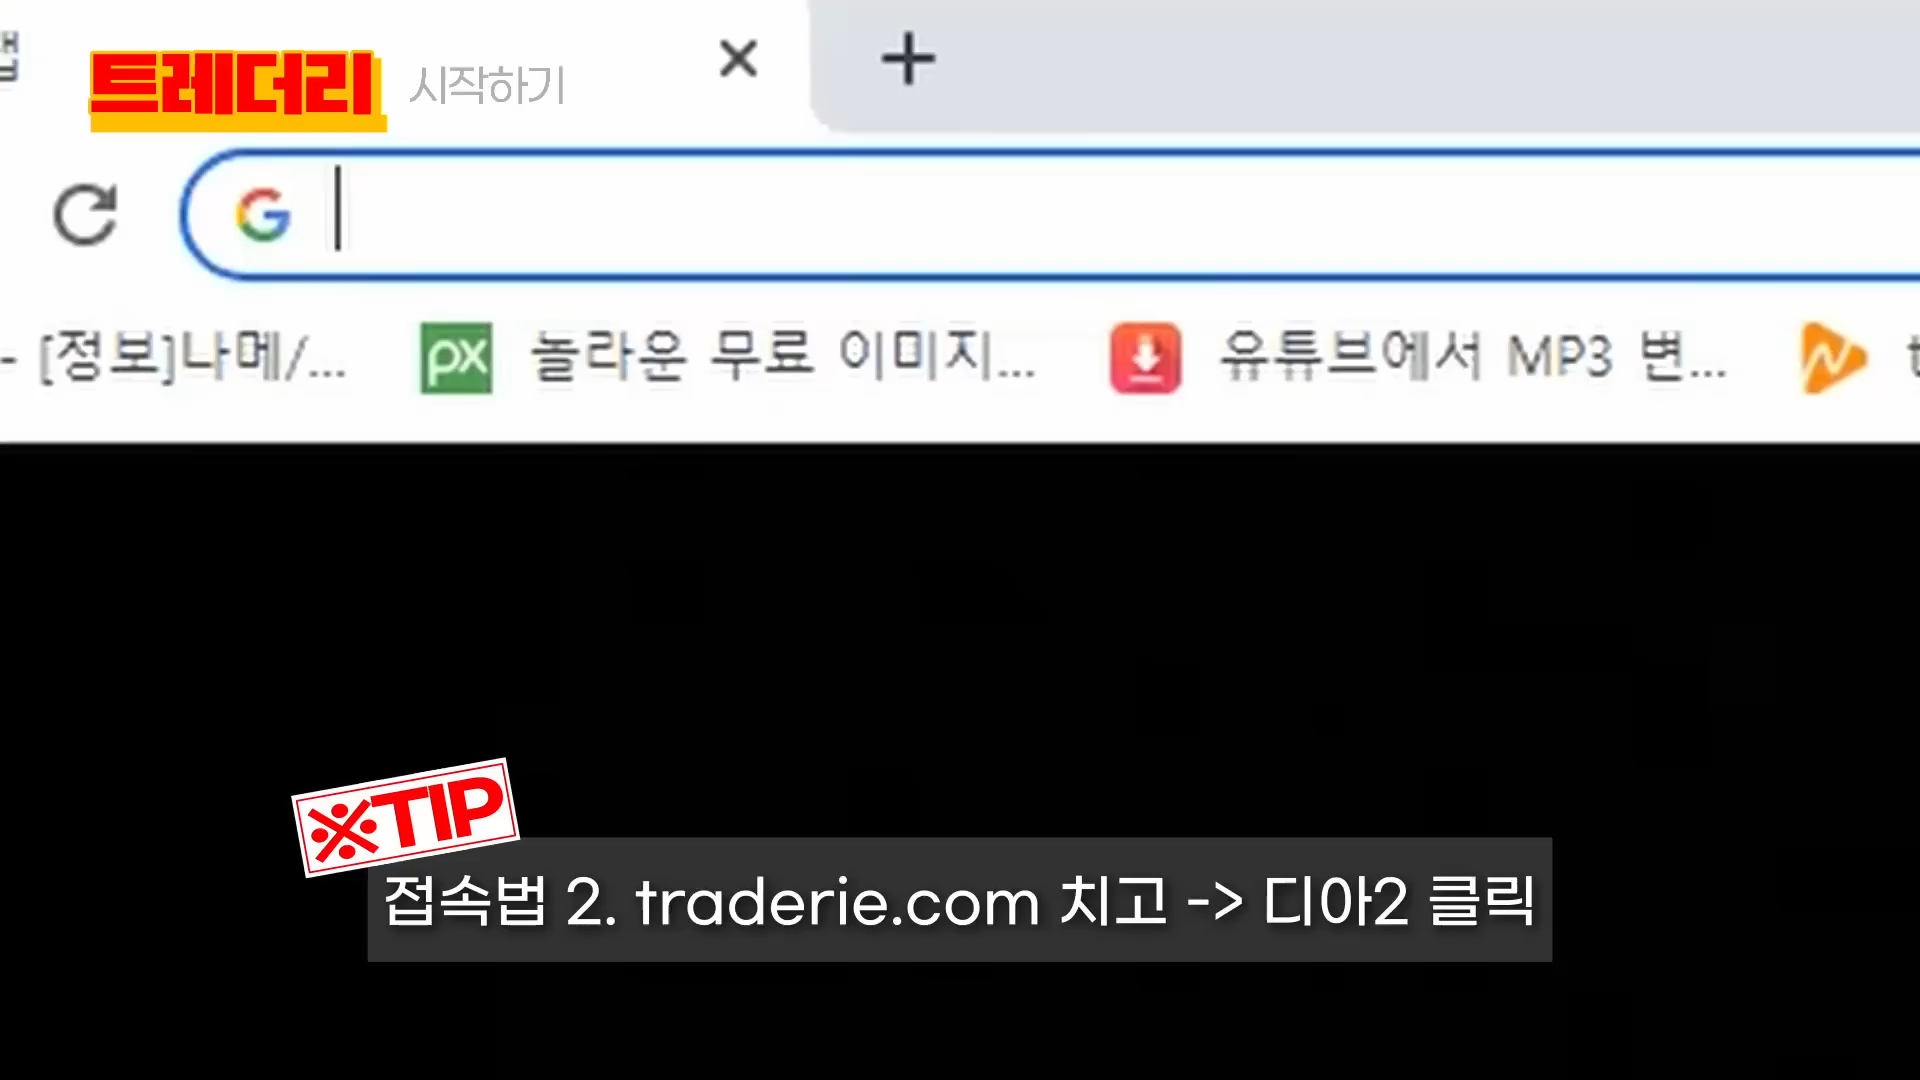 트레더리 시작하기
- [정보]나메/... px 놀라운 무료 이미지... 유튜브에서 MP3 변...
※TIP
접속법 2. traderie.com 치고 -> 디아2 클릭